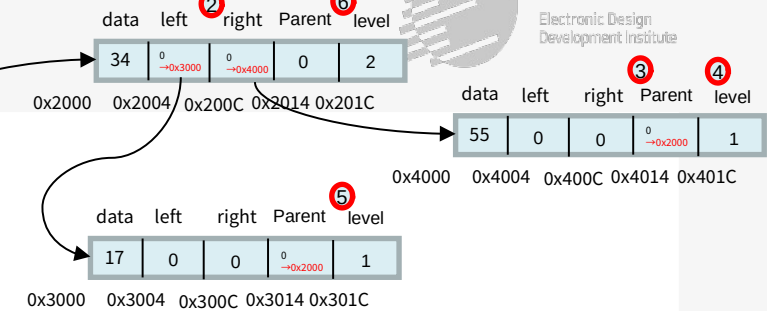 2 6
data left right Parent level
34 0 →0x3000 0 →0x4000 0 2
0x2000 0x2004 0x200C 0x2014 0x201C
Electronic Design
Development Institute
3 4
data left right Parent level
55 0 0 0 →0x2000 1
0x4000 0x4004 0x400C 0x4014 0x401C
5
data left right Parent level
17 0 0 0 →0x2000 1
0x3000 0x3004 0x300C 0x3014 0x301C